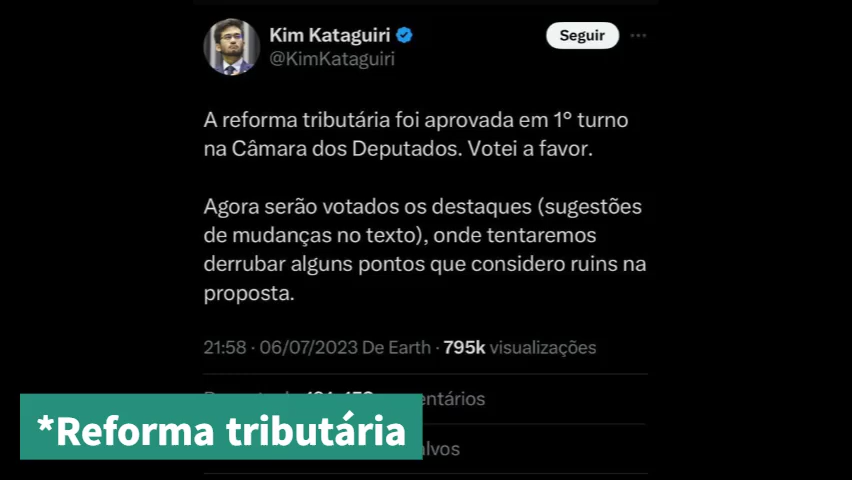 Kim Kataguiri
@KimKataguiri
Seguir
A reforma tributária foi aprovada em 1° turno
na Câmara dos Deputados. Votei a favor.
Agora serão votados os destaques (sugestões
de mudanças no texto), onde tentaremos
derrubar alguns pontos que considero ruins na
proposta.
21:58 · 06/07/2023 De Earth · 795k visualizações
*Reforma tributária